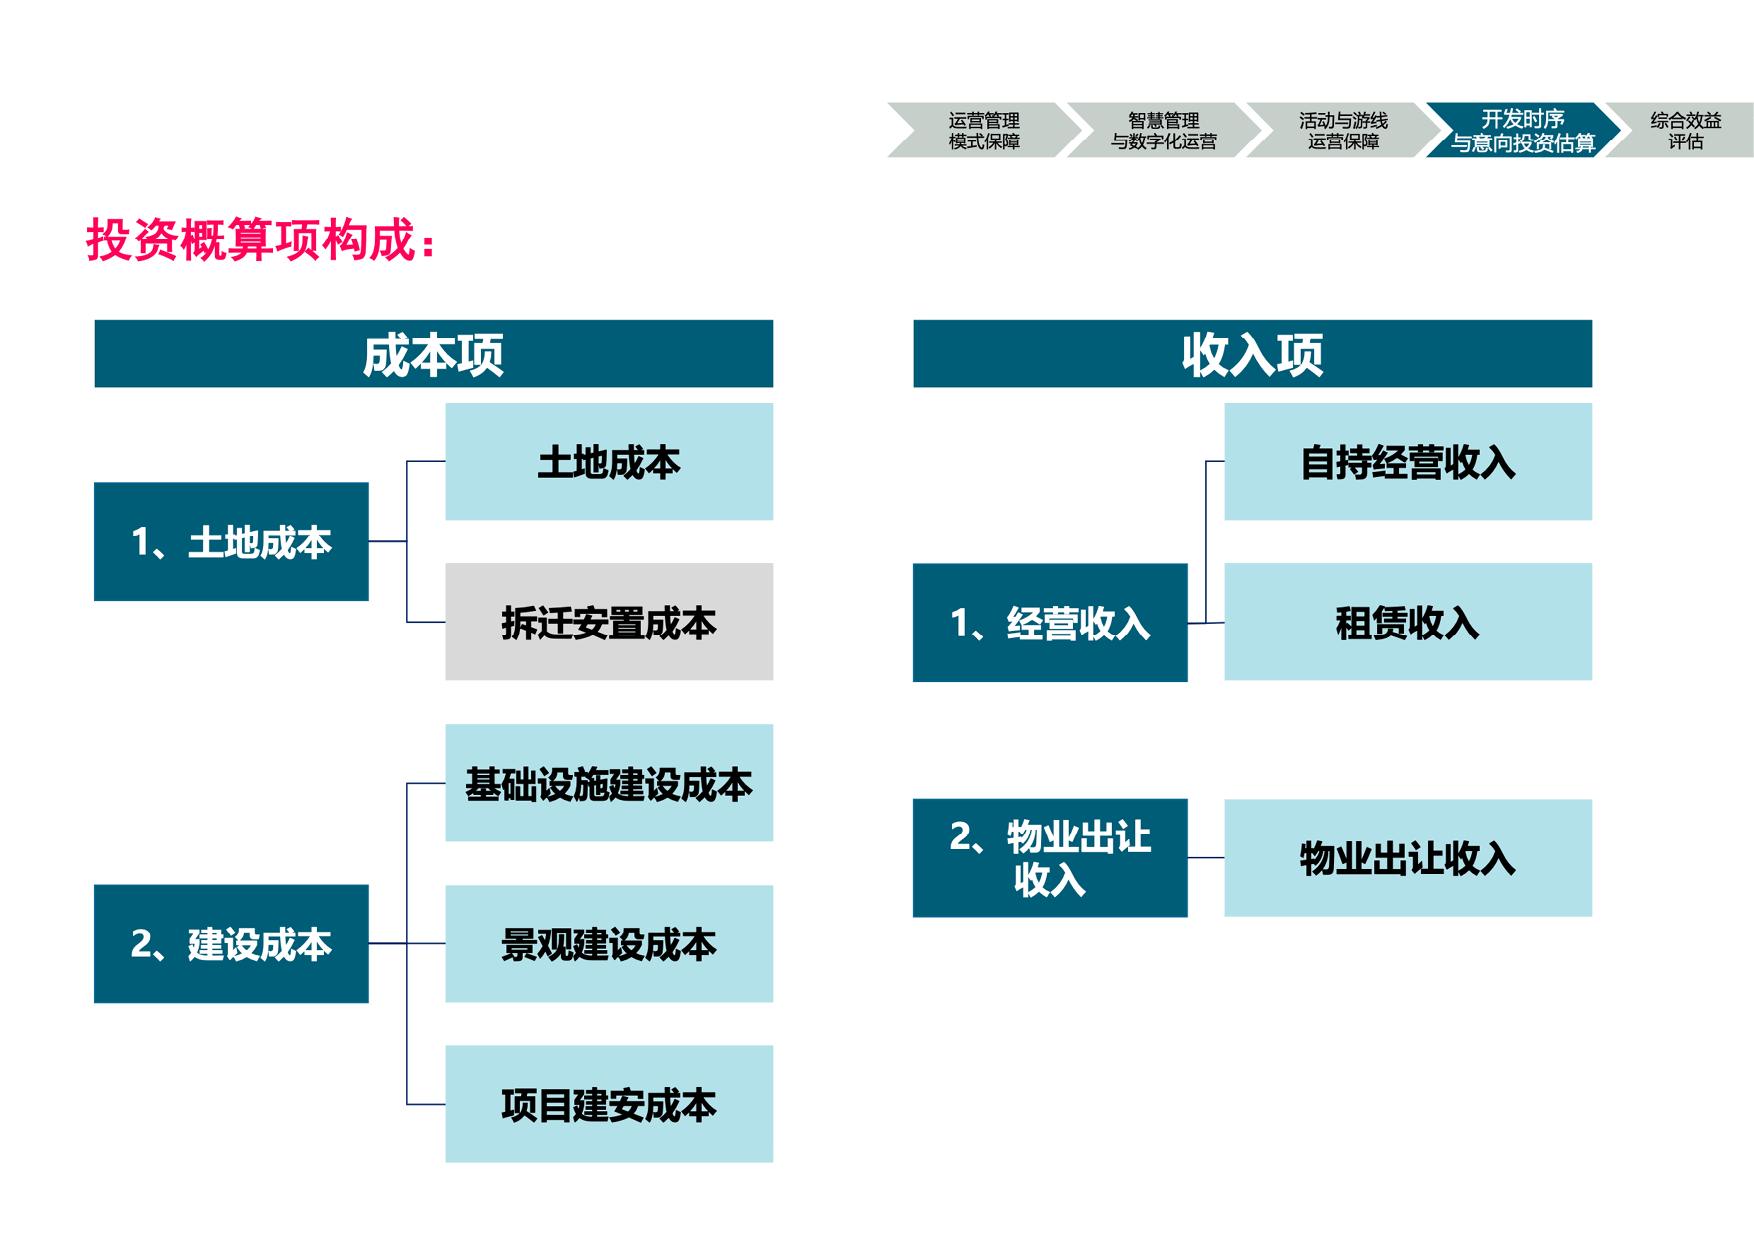 运营管理
模式保障
智慧管理
与数字化运营
活动与游线
运营保障
开发时序
与意向投资估算
综合效益
评估
投资概算项构成：
成本项
1、土地成本
土地成本
拆迁安置成本
2、建设成本
基础设施建设成本
景观建设成本
项目建安成本
收入项
1、经营收入
自持经营收入
租赁收入
2、物业出让
收入
物业出让收入